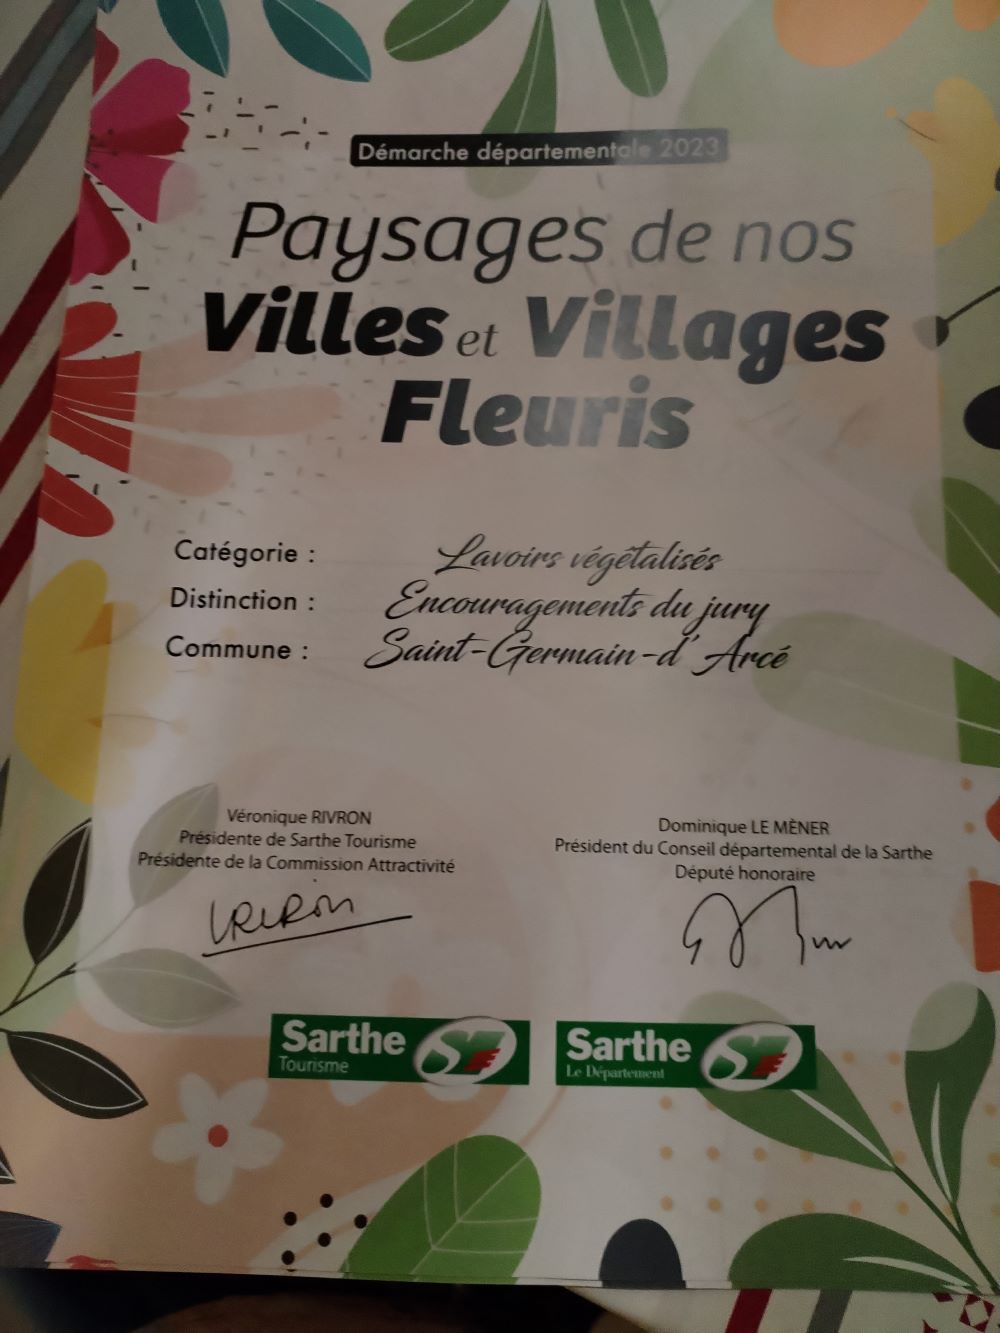 Démarche départementale 2023
Paysages de nos
Villes et Villages
Fleuris
Catégorie : Lavoirs végétalisés
Distinction : Encouragements du jury
Commune : Saint-Germain-d'Arcé
Véronique RIVRON
Présidente de Sarthe Tourisme
Présidente de la Commission Attractivité
Dominique LE MÈNER
Président du Conseil départemental de la Sarthe
Député honoraire
Sarthe
Tourisme
Sarthe
Le Département